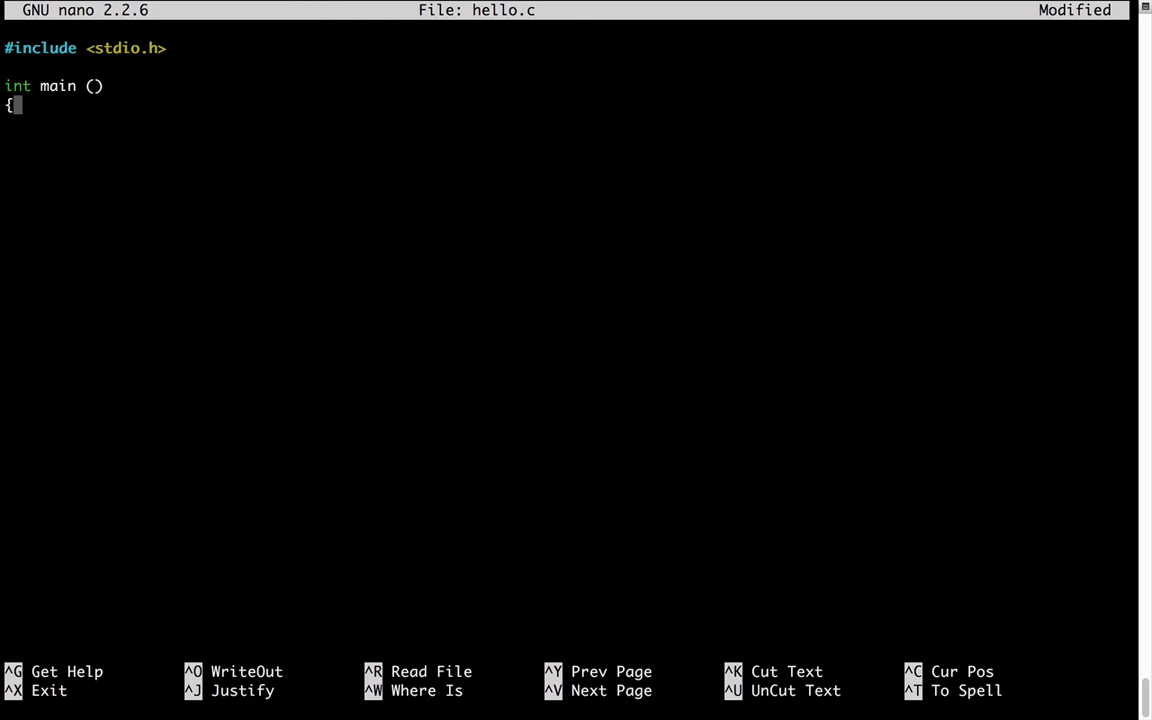 GNU nano 2.2.6 File: hello.c Modified
#include <stdio.h>
int main ()
{
^G Get Help ^O WriteOut ^R Read File ^Y Prev Page ^K Cut Text ^C Cur Pos
^X Exit ^J Justify ^W Where Is ^V Next Page ^U UnCut Text ^T To Spell